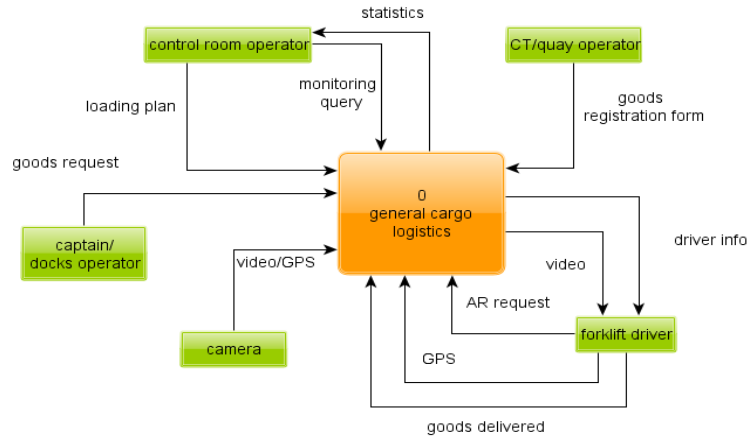 statistics
control room operator
CT/quay operator
monitoring
query
loading plan
goods
registration form
goods request
0
general cargo
logistics
captain/
docks operator
driver info
video/GPS
video
AR request
forklift driver
camera
GPS
goods delivered